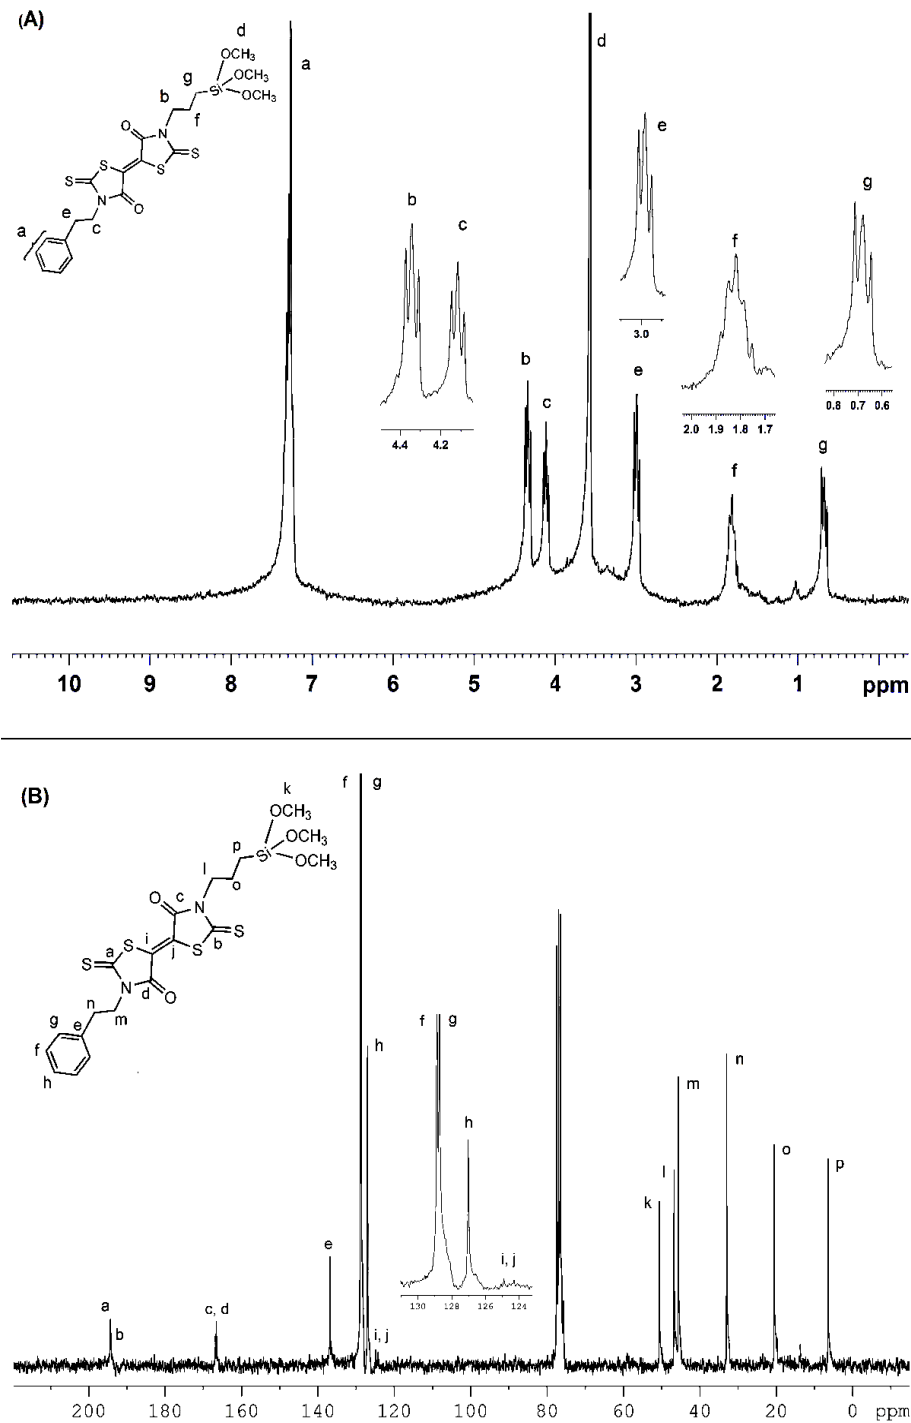 (A)
d
OCH3
g
OCH3
Si
OCH3
b
f
O
N
S
S
S
S
N
O
e
c
a
a
d
e
b
c
g
f
4.4 4.2
3.0
2.0 1.9 1.8 1.7
0.8 0.7 0.6
b
c
e
f
g
10 9 8 7 6 5 4 3 2 1 ppm
(B)
k
OCH3
OCH3
p
Si
OCH3
l
o
c
O
N
S
i
j
S
b
S
a
S
N
d
O
n
m
g
e
f
h
f g
h
f g
h
i, j
130 128 126 124
n
m
l
k
o
p
e
a
b
c, d
i, j
200 180 160 140 120 100 80 60 40 20 0 ppm